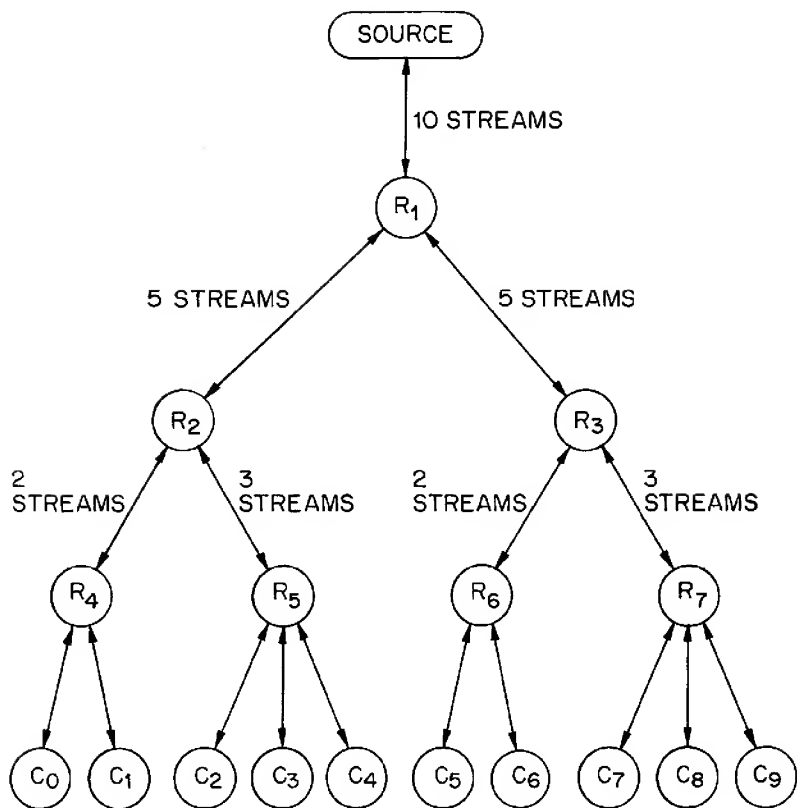 SOURCE
10 STREAMS
R1
5 STREAMS
5 STREAMS
R2
R3
2
STREAMS
3
STREAMS
2
STREAMS
3
STREAMS
R4
R5
R6
R7
C0
C1
C2
C3
C4
C5
C6
C7
C8
C9